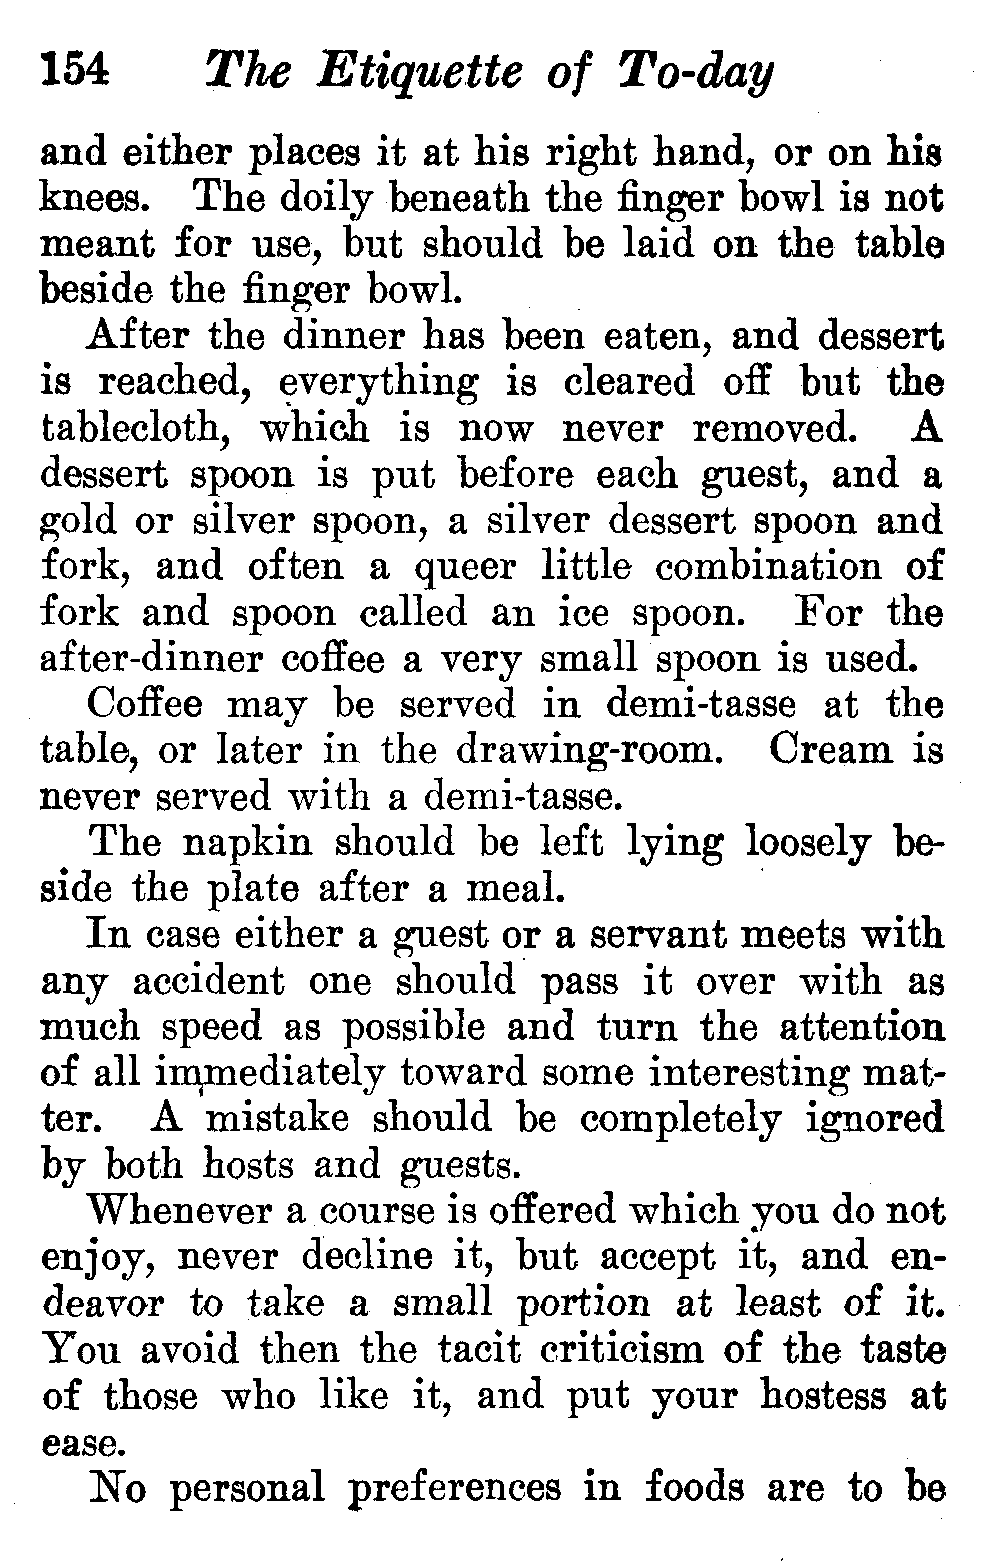 154 The Etiquette of To-day
and either places it at his right hand, or on his
knees. The doily beneath the finger bowl is not
meant for use, but should be laid on the table
beside the finger bowl.
After the dinner has been eaten, and dessert
is reached, everything is cleared off but the
tablecloth, which is now never removed. A
dessert spoon is put before each guest, and a
gold or silver spoon, a silver dessert spoon and
fork, and often a queer little combination of
fork and spoon called an ice spoon. For the
after-dinner coffee a very small spoon is used.
Coffee may be served in demi-tasse at the
table, or later in the drawing-room. Cream is
never served with a demi-tasse.
The napkin should be left lying loosely be-
side the plate after a meal.
In case either a guest or a servant meets with
any accident one should pass it over with as
much speed as possible and turn the attention
of all immediately toward some interesting mat-
ter. A mistake should be completely ignored
by both hosts and guests.
Whenever a course is offered which you do not
enjoy, never decline it, but accept it, and en-
deavor to take a small portion at least of it.
You avoid then the tacit criticism of the taste
of those who like it, and put your hostess at
ease.
No personal preferences in foods are to be